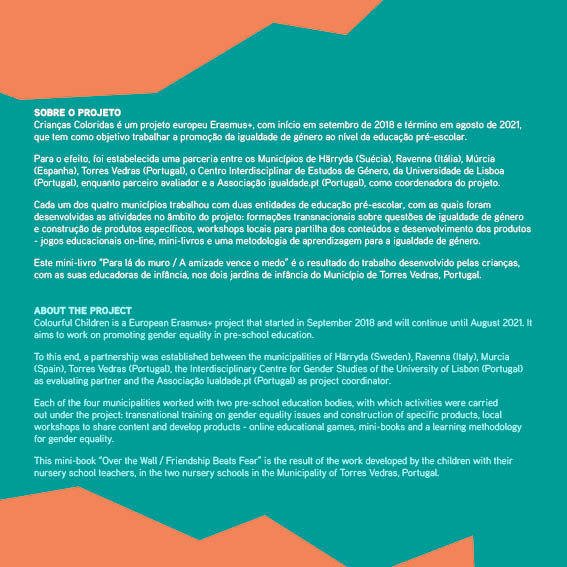 SOBRE O PROJETO
Crianças Coloridas é um projeto europeu Erasmus+, com início em setembro de 2018 e término em agosto de 2021,
que tem como objetivo trabalhar a promoção da igualdade de género ao nível da educação pré-escolar.
Para o efeito, foi estabelecida uma parceria entre os Municípios de Härryda (Suécia), Ravenna (Itália), Múrcia
(Espanha), Torres Vedras (Portugal), o Centro Interdisciplinar de Estudos de Género, da Universidade de Lisboa
(Portugal), enquanto parceiro avaliador e a Associação igualdade.pt (Portugal), como coordenadora do projeto.
Cada um dos quatro municípios trabalhou com duas entidades de educação pré-escolar, com as quais foram
desenvolvidas as atividades no âmbito do projeto: formações transnacionais sobre questões de igualdade de género
e construção de produtos específicos, workshops locais para partilha dos conteúdos e desenvolvimento dos produtos
- jogos educacionais on-line, mini-livros e uma metodologia de aprendizagem para a igualdade de género.
Este mini-livro "Para lá do muro / A amizade vence o medo" é o resultado do trabalho desenvolvido pelas crianças,
com as suas educadoras de infância, nos dois jardins de infância do Município de Torres Vedras, Portugal.
ABOUT THE PROJECT
Colourful Children is a European Erasmus+ project that started in September 2018 and will continue until August 2021. It
aims to work on promoting gender equality in pre-school education.
To this end, a partnership was established between the municipalities of Härryda (Sweden), Ravenna (Italy), Murcia
(Spain), Torres Vedras (Portugal), the Interdisciplinary Centre for Gender Studies of the University of Lisbon (Portugal)
as evaluating partner and the Associação Iualdade.pt (Portugal) as project coordinator.
Each of the four municipalities worked with two pre-school education bodies, with which activities were carried
out under the project: transnational training on gender equality issues and construction of specific products, local
workshops to share content and develop products - online educational games, mini-books and a learning methodology
for gender equality.
This mini-book "Over the Wall / Friendship Beats Fear" is the result of the work developed by the children with their
nursery school teachers, in the two nursery schools in the Municipality of Torres Vedras, Portugal.